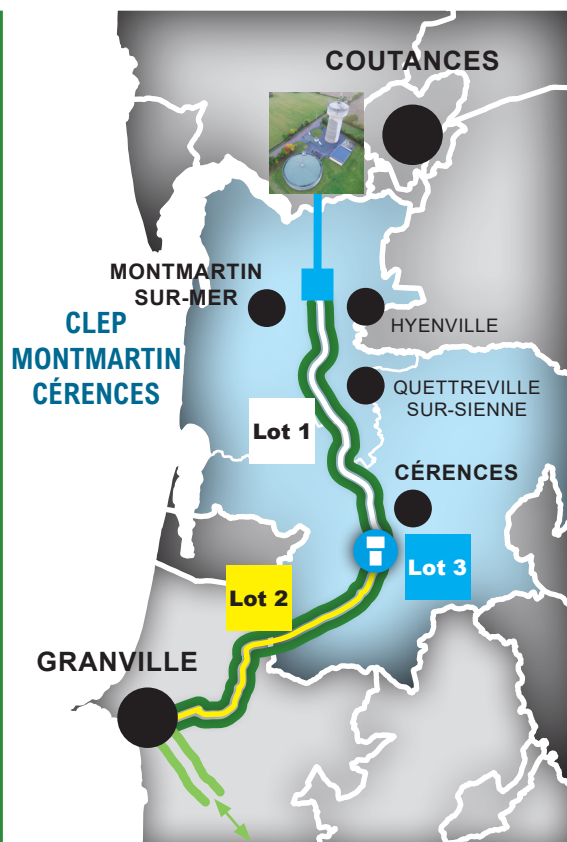 COUTANCES
MONTMARTIN
SUR-MER
HYENVILLE
CLEP
MONTMARTIN
CÉRENCES
QUETTREVILLE
SUR-SIENNE
Lot 1
CÉRENCES
Lot 3
Lot 2
GRANVILLE